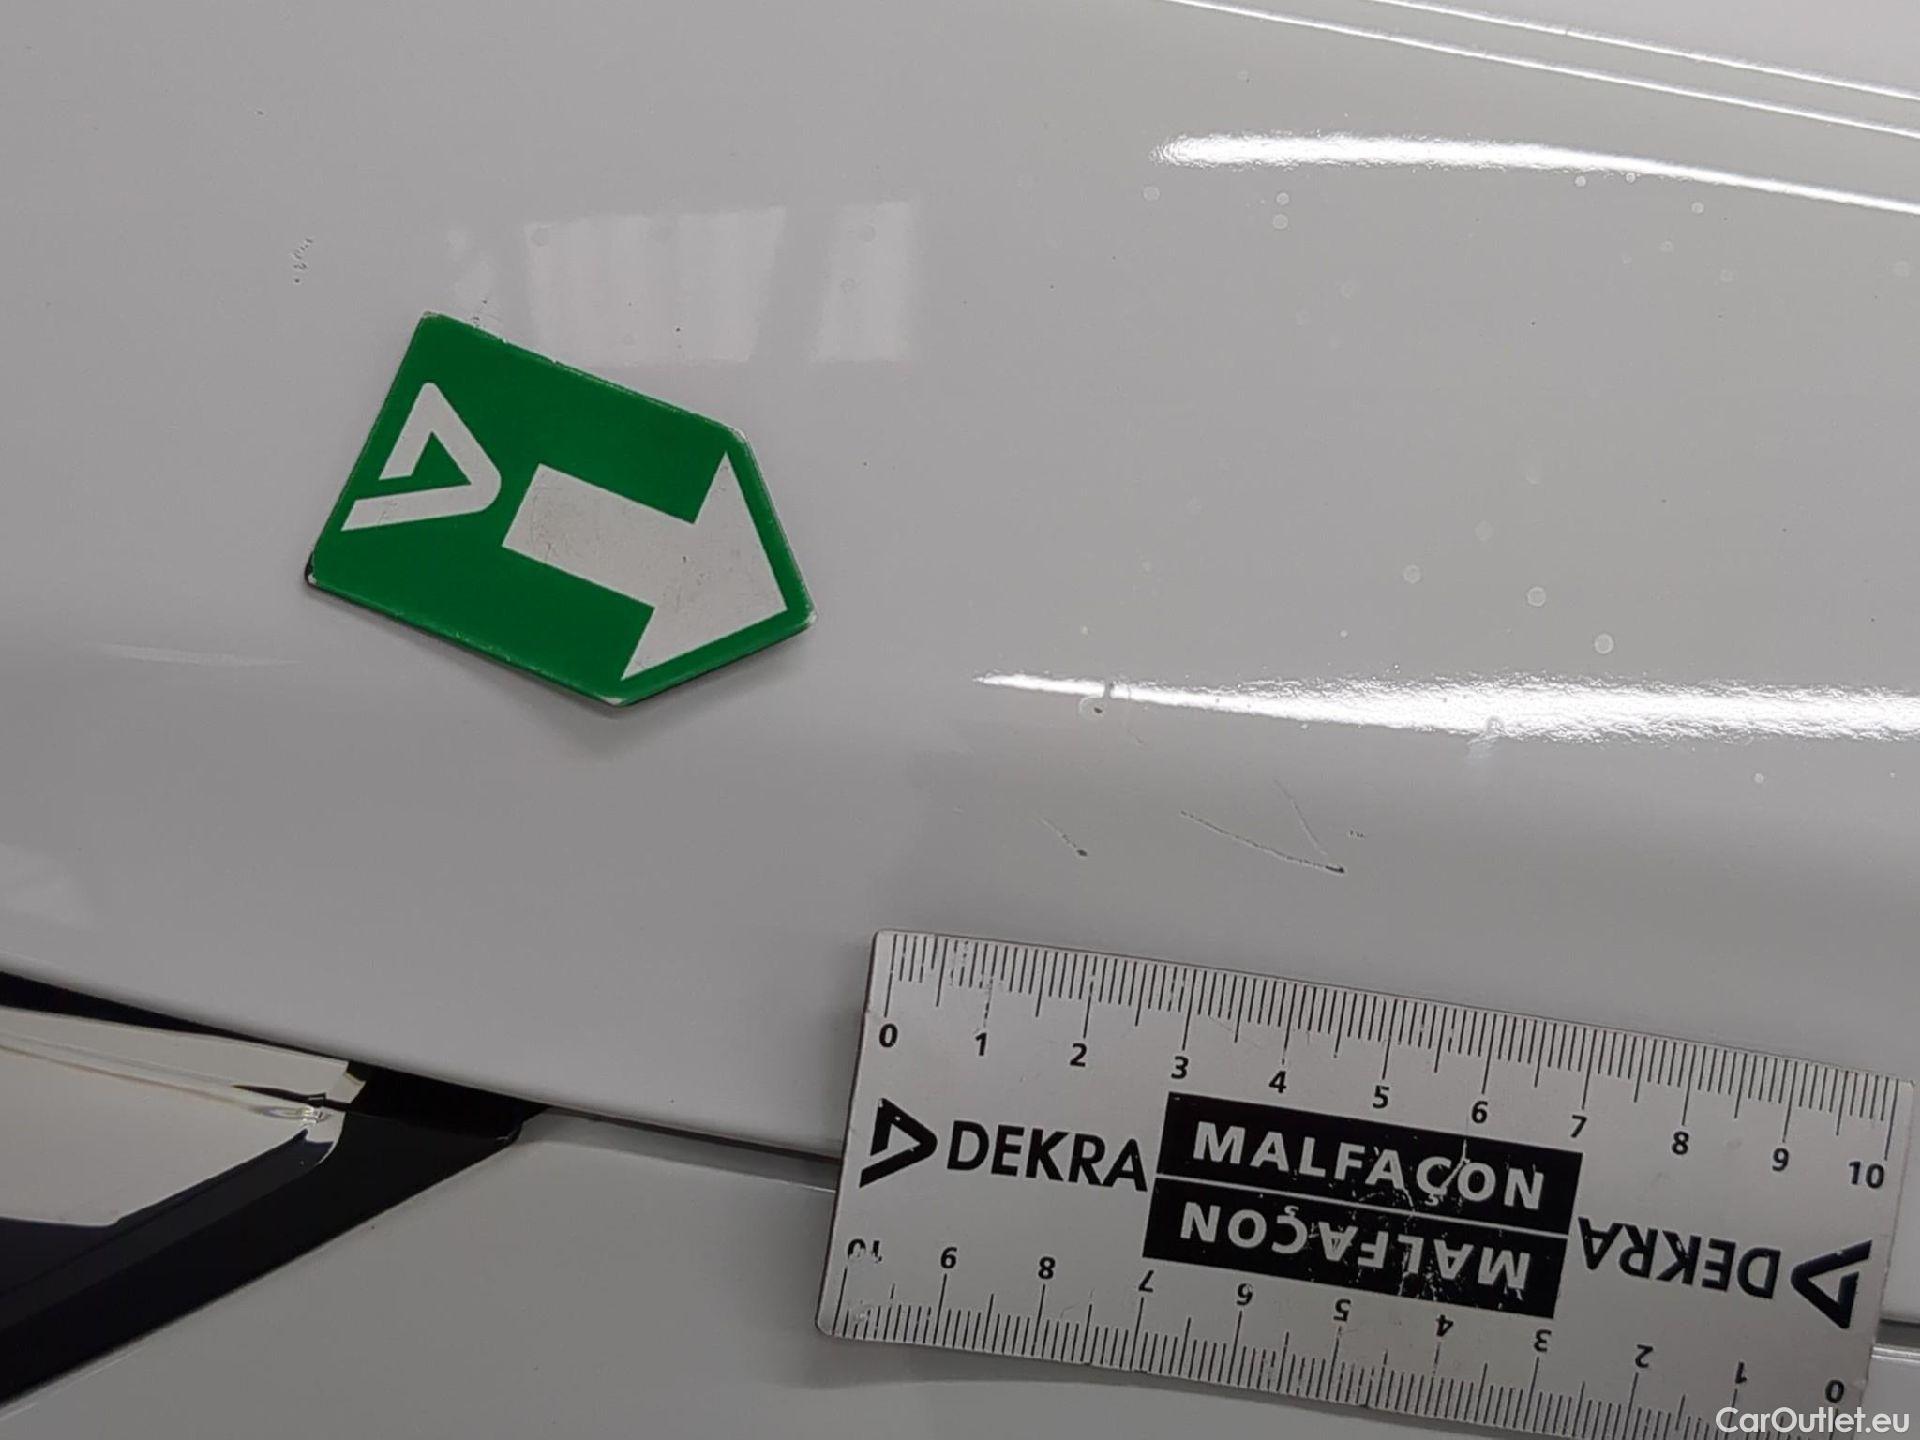 0 1 2 3 4 5 6 7 8 9 10
DEKRA MALFAÇON
MALFAÇON DEKRA
10 9 8 7 6 5 4 3 2 1 0
CarOutlet.eu